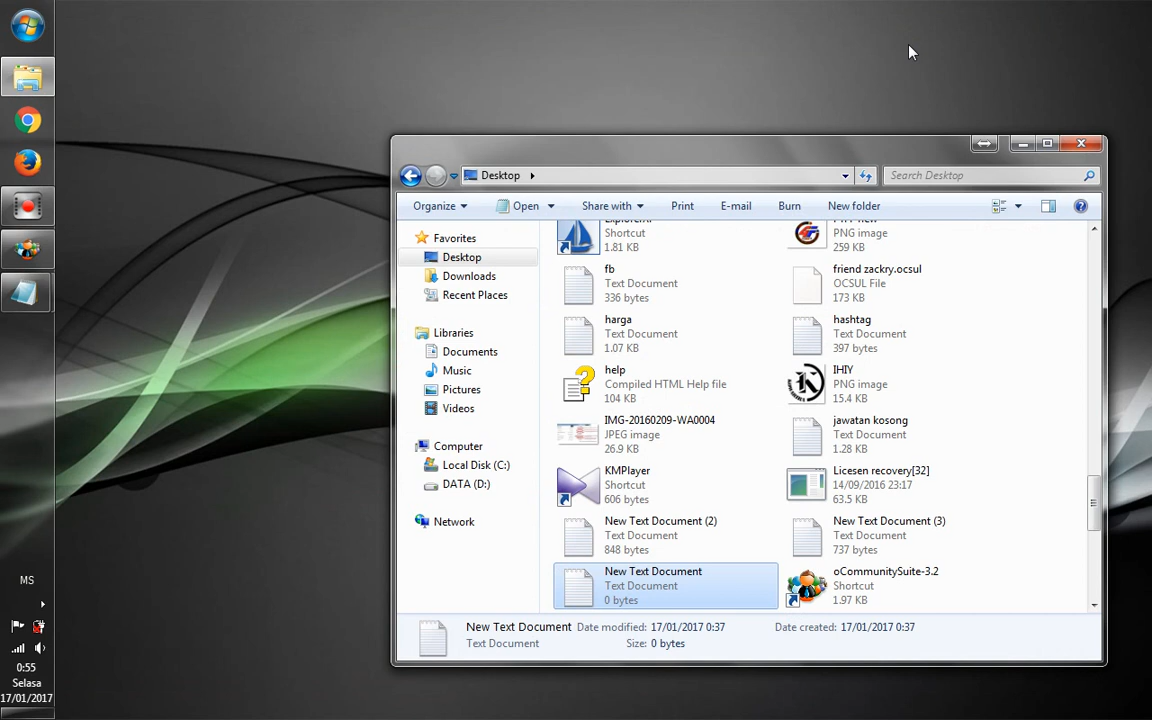 Desktop
Search Desktop
Organize
Open
Share with
Print
E-mail
Burn
New folder
Favorites
Desktop
Downloads
Recent Places
Libraries
Documents
Music
Pictures
Videos
Computer
Local Disk (C:)
DATA (D:)
Network
Shortcut
1.81 KB
PNG image
259 KB
fb
Text Document
336 bytes
friend zackry.ocsul
OCSUL File
173 KB
harga
Text Document
1.07 KB
hashtag
Text Document
397 bytes
help
Compiled HTML Help file
104 KB
IHIY
PNG image
15.4 KB
IMG-20160209-WA0004
JPEG image
26.9 KB
jawatan kosong
Text Document
1.28 KB
KMPlayer
Shortcut
606 bytes
Licesen recovery[32]
14/09/2016 23:17
63.5 KB
New Text Document (2)
Text Document
848 bytes
New Text Document (3)
Text Document
737 bytes
New Text Document
Text Document
0 bytes
oCommunitySuite-3.2
Shortcut
1.97 KB
New Text Document Date modified: 17/01/2017 0:37 Date created: 17/01/2017 0:37
Text Document Size: 0 bytes
MS
0:55
Selasa
17/01/2017